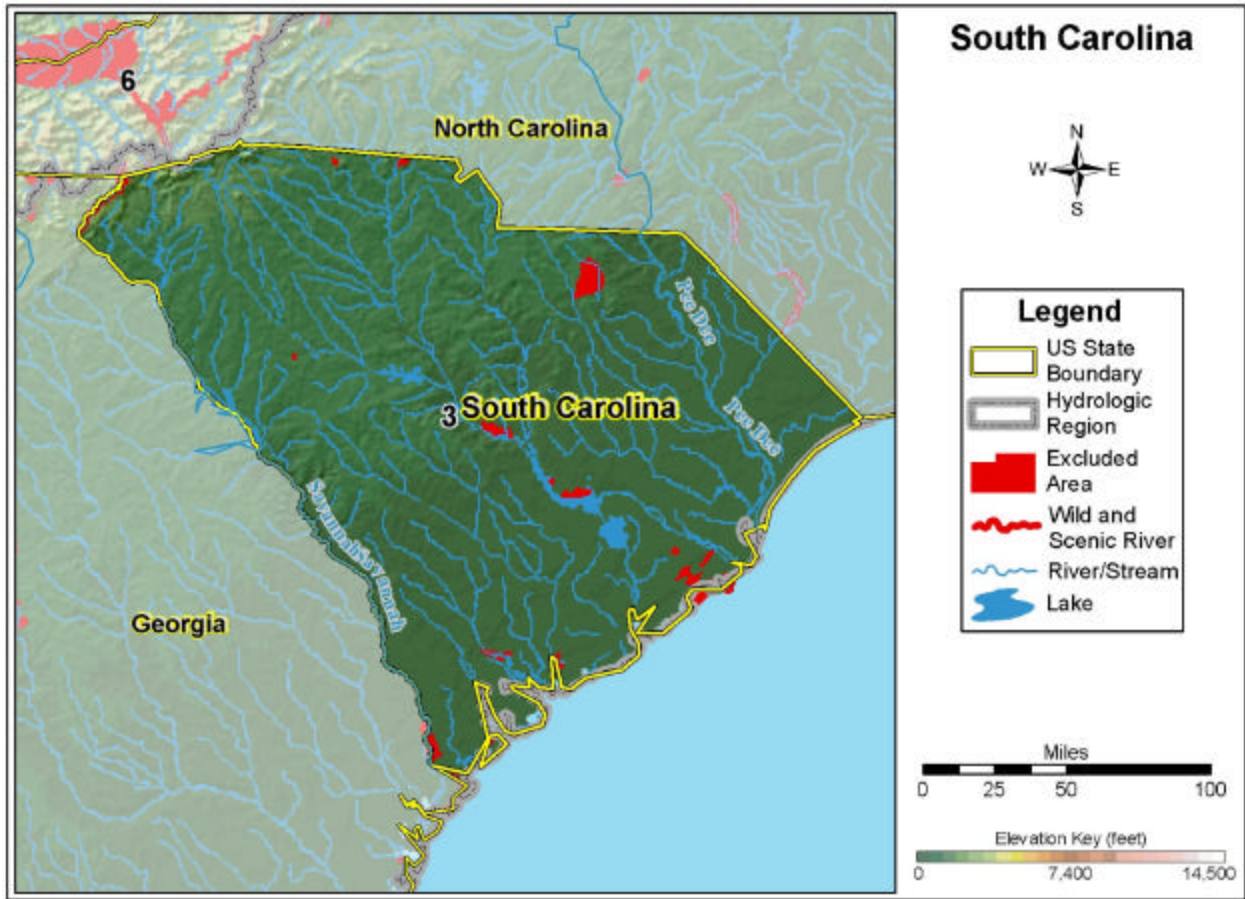 South Carolina
6
North Carolina
N
W E
S
Pee Dee
Legend
US State
Boundary
Hydrologic
Region
Excluded
Area
Wild and
Scenic River
River/Stream
Lake
3 South Carolina
Pee Dee
Savannah Savannah
Georgia
Miles
0 25 50 100
Elevation Key (feet)
0 7,400 14,500